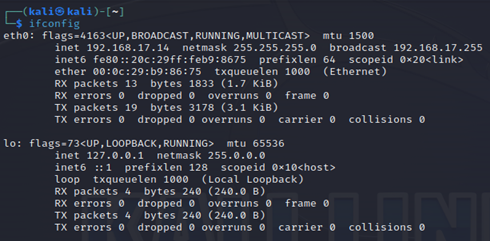 ┌──(kali㉿kali)-[~]
└─$ ifconfig
eth0: flags=4163<UP,BROADCAST,RUNNING,MULTICAST>  mtu 1500
        inet 192.168.17.14  netmask 255.255.255.0  broadcast 192.168.17.255
        inet6 fe80::20c:29ff:feb9:8675  prefixlen 64  scopeid 0×20<link>
        ether 00:0c:29:b9:86:75  txqueuelen 1000  (Ethernet)
        RX packets 13  bytes 1833 (1.7 KiB)
        RX errors 0  dropped 0  overruns 0  frame 0
        TX packets 19  bytes 3178 (3.1 KiB)
        TX errors 0  dropped 0 overruns 0  carrier 0  collisions 0
lo: flags=73<UP,LOOPBACK,RUNNING>  mtu 65536
        inet 127.0.0.1  netmask 255.0.0.0
        inet6 ::1  prefixlen 128  scopeid 0×10<host>
        loop  txqueuelen 1000  (Local Loopback)
        RX packets 4  bytes 240 (240.0 B)
        RX errors 0  dropped 0  overruns 0  frame 0
        TX packets 4  bytes 240 (240.0 B)
        TX errors 0  dropped 0 overruns 0  carrier 0  collisions 0